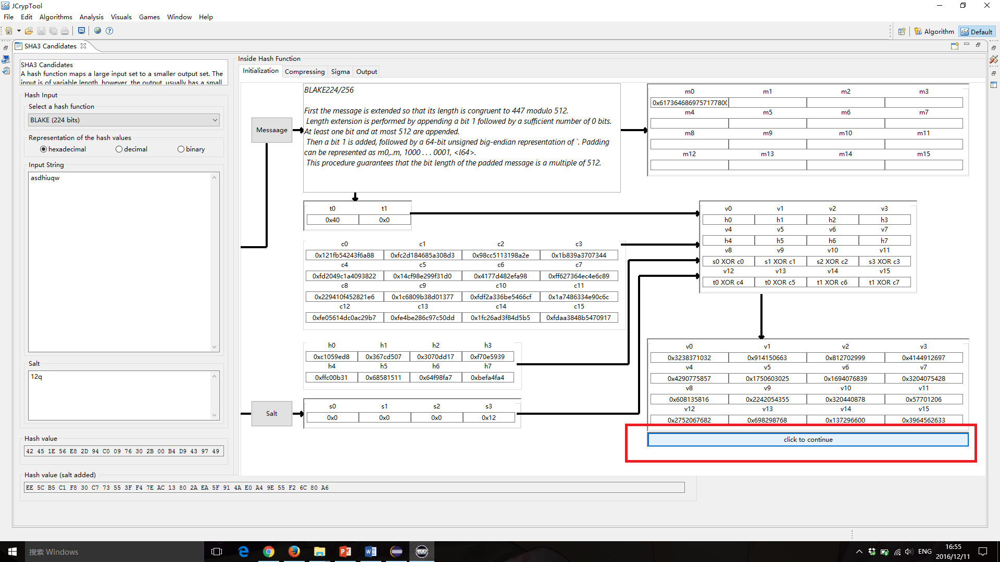 JCrypTool
File Edit Algorithms Analysis Visuals Games Window Help
Algorithm Default
SHA3 Candidates
SHA3 Candidates
A hash function maps a large input set to a smaller output set. The
input is of variable length, however, the output usually has a small
Hash Input
Select a hash function
BLAKE (224 bits)
Representation of the hash values
hexadecimal decimal binary
Input String
asdhiuqw
Salt
12q
Hash value
42 45 1E 56 E8 2D 94 C0 09 76 30 2B 00 B4 D9 43 97 49
Hash value (salt added)
EE 5C B5 C1 F8 30 C7 73 55 3F F4 7E AC 13 80 2A EA 5F 91 4A E0 A4 9E 55 F2 6C 80 A6
Inside Hash Function
Initialization Compressing Sigma Output
Messaage
BLAKE224/256
First the message is extended so that its length is congruent to 447 modulo 512.
Length extension is performed by appending a bit 1 followed by a sufficient number of 0 bits.
At least one bit and at most 512 are appended.
Then a bit 1 is added, followed by a 64-bit unsigned big-endian representation of `. Padding
can be represented as m0,..m, 1000 . . . 0001, <l64>.
This procedure guarantees that the bit length of the padded message is a multiple of 512.
m0 m1 m2 m3
0x6173646869757177800
m4 m5 m6 m7
m8 m9 m10 m11
m12 m13 m14 m15
t0 t1
0x40 0x0
c0 c1 c2 c3
0x121fb54243f6a88 0xfc2d184685a308d3 0x98cc5113198a2e 0x1b839a3707344
c4 c5 c6 c7
0xfd2049c1a4093822 0x14cf98e299f31d0 0x4177d482efa98 0xff627364ec4e6c89
c8 c9 c10 c11
0x229410f452821e6 0x1c6809b38d01377 0xfdf2a336be5466cf 0x1a7486334e90c6c
c12 c13 c14 c15
0xfe05614dc0ac29b7 0xfe4be286c97c50dd 0x1fc26ad3f84d5b5 0xfdaa3848b5470917
h0 h1 h2 h3
0xc1059ed8 0x367cd507 0x3070dd17 0xf70e5939
h4 h5 h6 h7
0xffc00b31 0x68581511 0x64f98fa7 0xbefa4fa4
Salt
s0 s1 s2 s3
0x0 0x0 0x0 0x12
v0 v1 v2 v3
h0 h1 h2 h3
v4 v5 v6 v7
h4 h5 h6 h7
v8 v9 v10 v11
s0 XOR c0 s1 XOR c1 s2 XOR c2 s3 XOR c3
v12 v13 v14 v15
t0 XOR c4 t0 XOR c5 t1 XOR c6 t1 XOR c7
v0 v1 v2 v3
0x3238371032 0x914150663 0x812702999 0x4144912697
v4 v5 v6 v7
0x4290775857 0x1750603025 0x1694076839 0x3204075428
v8 v9 v10 v11
0x608135816 0x2242054355 0x320440878 0x57701206
v12 v13 v14 v15
0x2752067682 0x698298768 0x137296600 0x3964562633
click to continue
搜索 Windows
ENG
16:55
2016/12/11